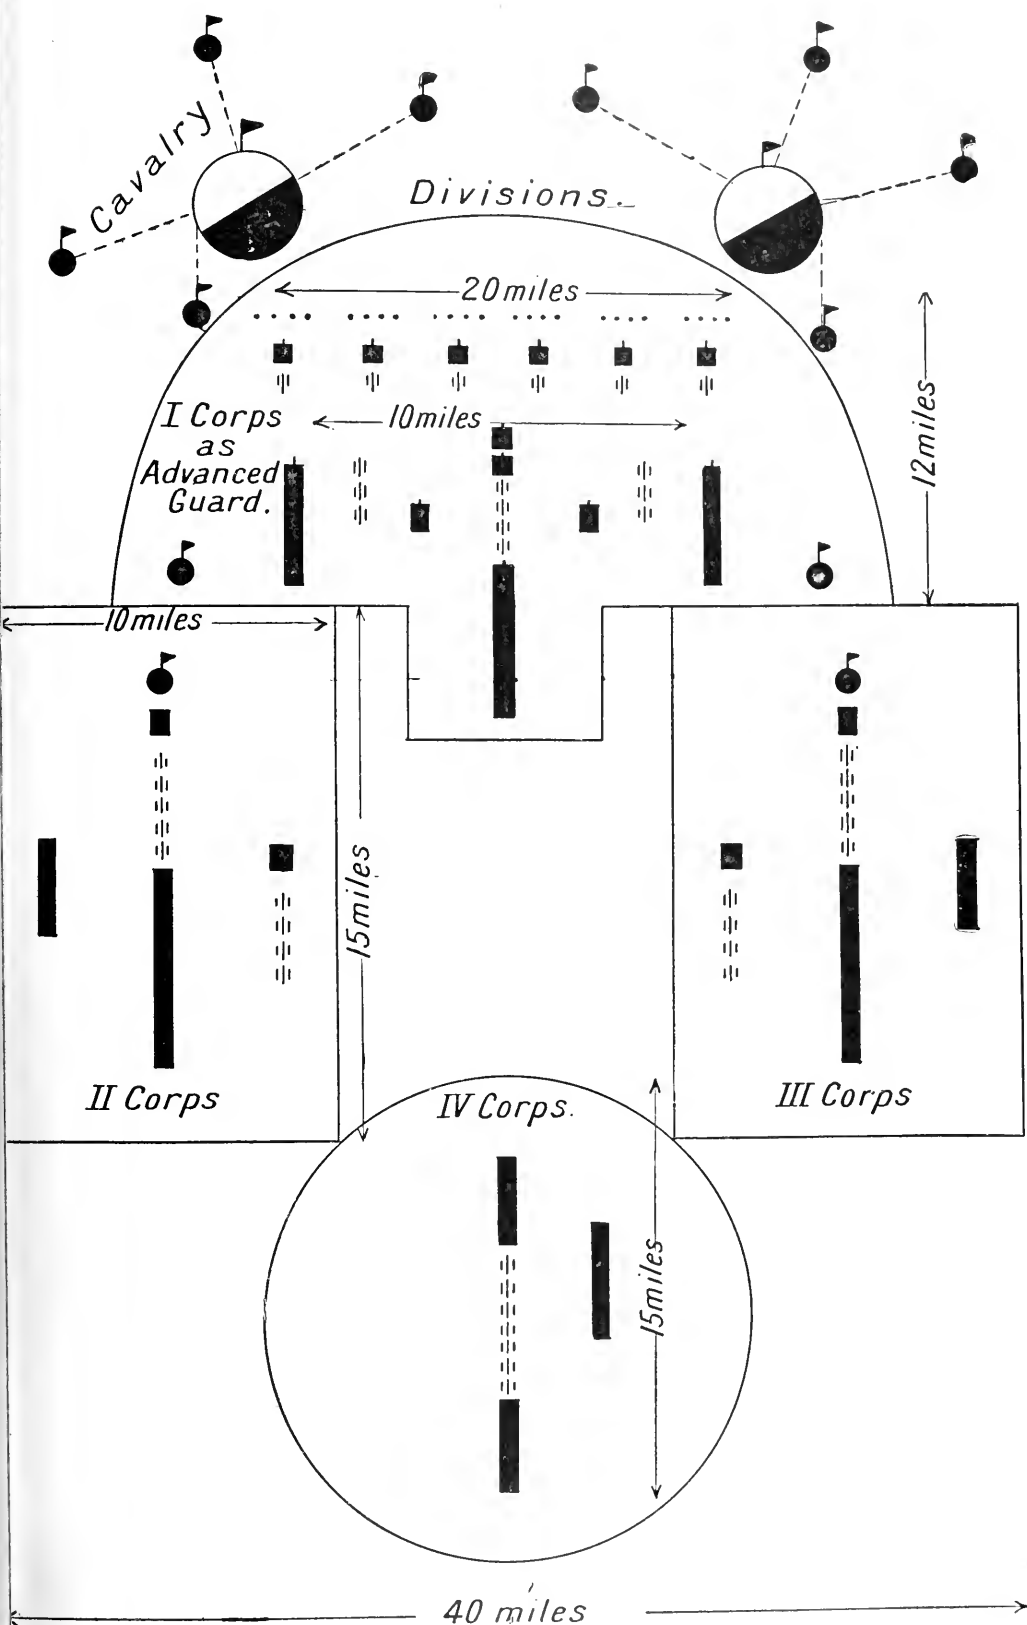 Cavalry
Divisions.
20 miles
I Corps
as
Advanced
Guard.
10 miles
12 miles
10 miles
15 miles
II Corps
IV Corps.
III Corps
15 miles
40 miles